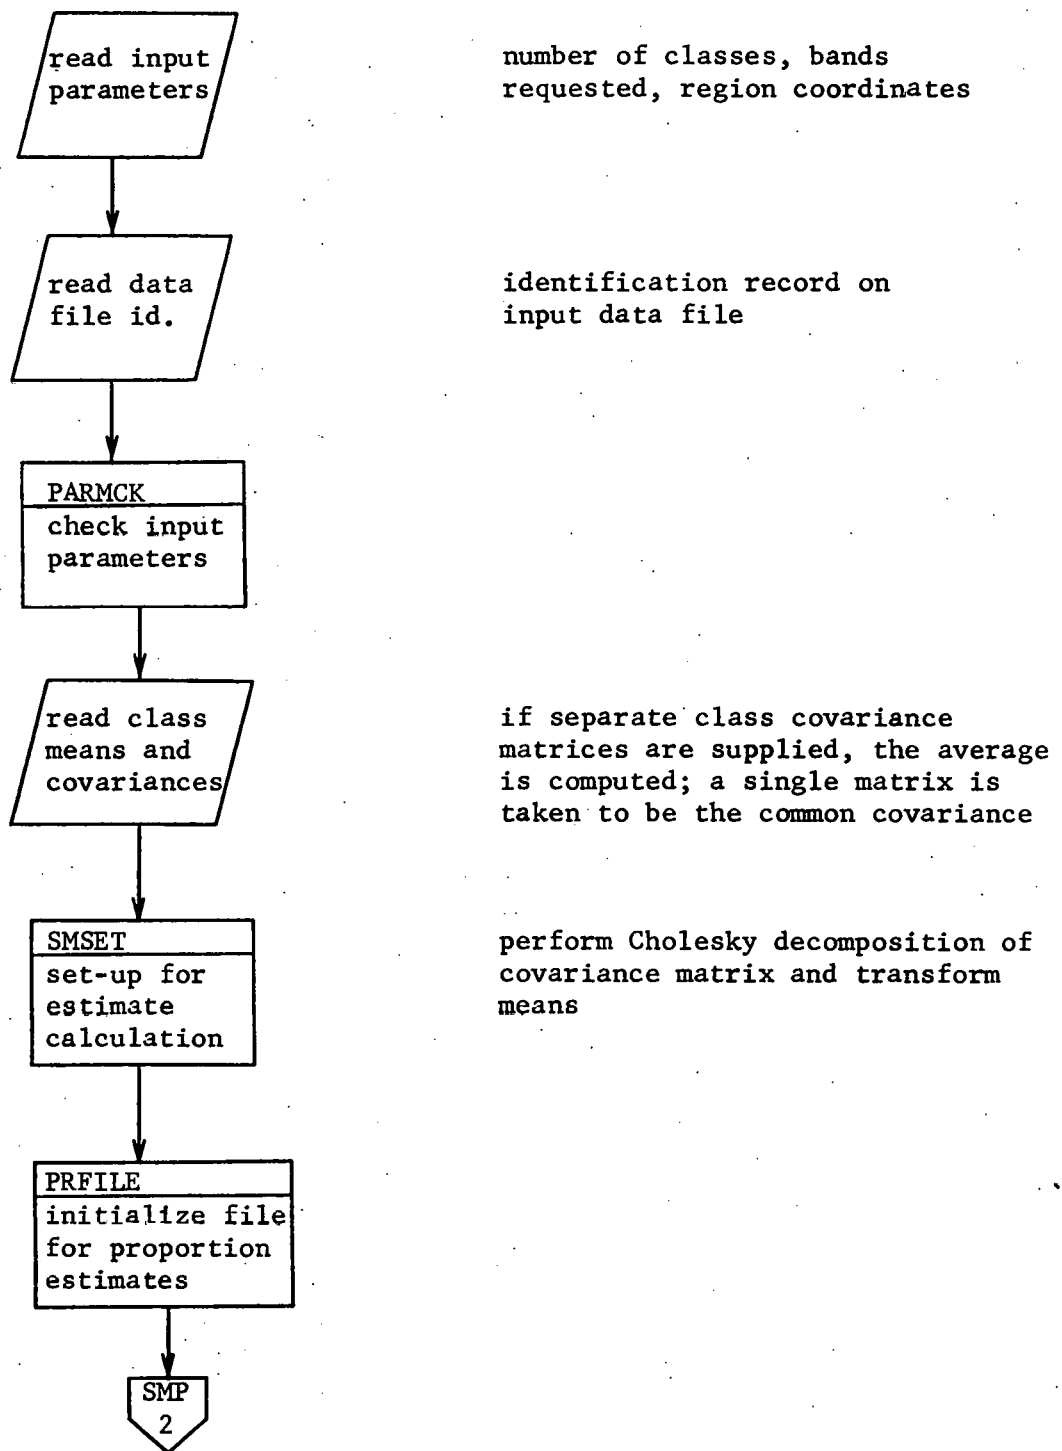 read input
parameters
number of classes, bands
requested, region coordinates
read data
file id.
identification record on
input data file
PARMCK
check input
parameters
read class
means and
covariances
if separate class covariance
matrices are supplied, the average
is computed; a single matrix is
taken to be the common covariance
SMSET
set-up for
estimate
calculation
perform Cholesky decomposition of
covariance matrix and transform
means
PRFILE
initialize file
for proportion
estimates
SMP
2